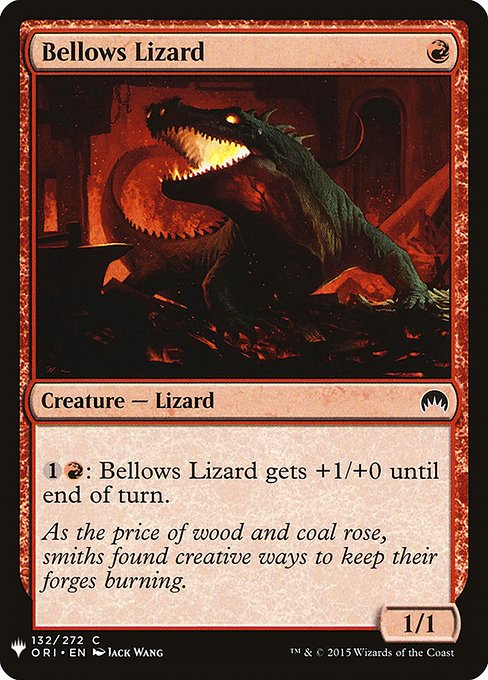 Bellows Lizard
Creature — Lizard
1R: Bellows Lizard gets +1/+0 until
end of turn.
As the price of wood and coal rose,
smiths found creative ways to keep their
forges burning.
1/1
132/272 C
ORI • EN Jack Wang
™ & © 2015 Wizards of the Coast